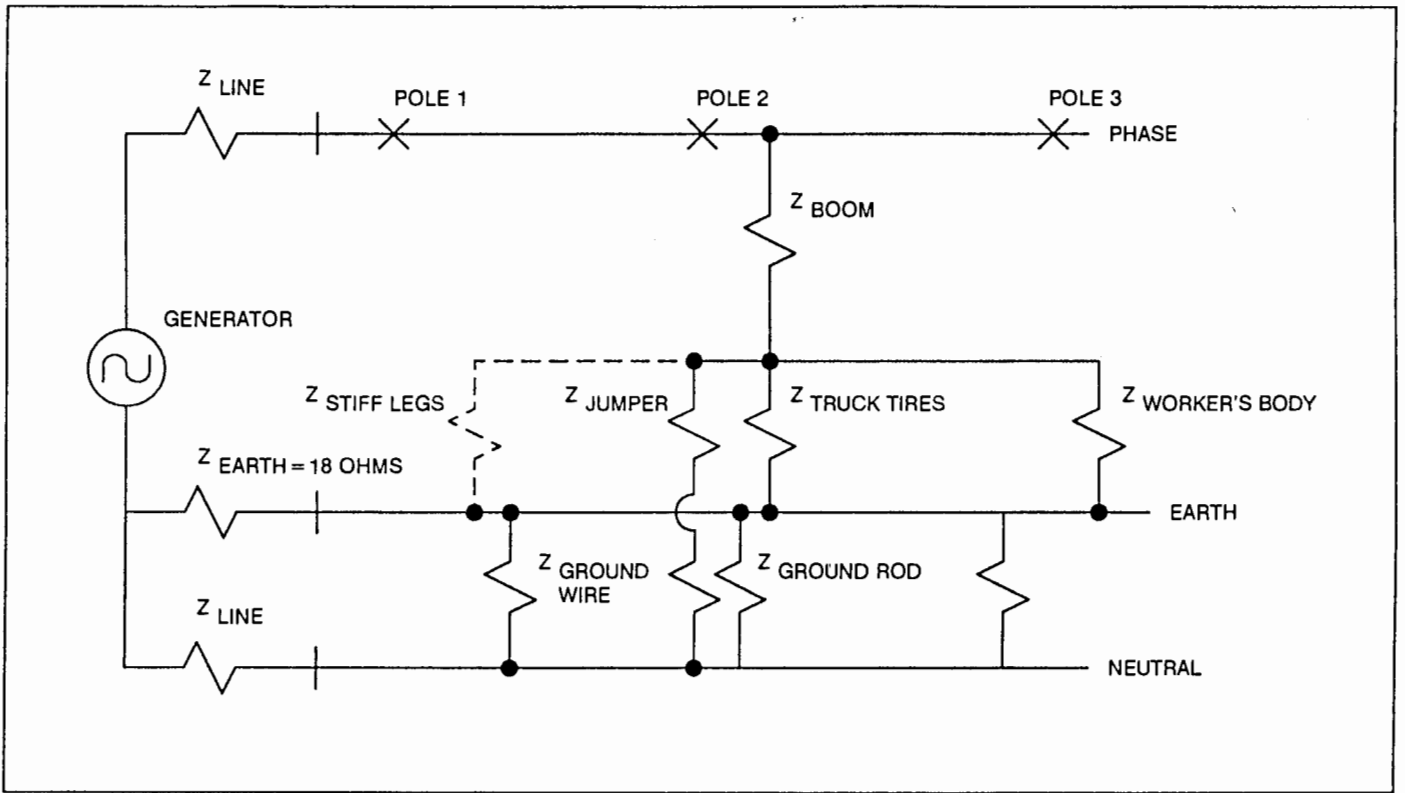 Z LINE
POLE 1
POLE 2
POLE 3
PHASE
Z BOOM
GENERATOR
Z STIFF LEGS
Z JUMPER
Z TRUCK TIRES
Z WORKER'S BODY
Z EARTH = 18 OHMS
EARTH
Z GROUND
WIRE
Z GROUND ROD
Z LINE
NEUTRAL